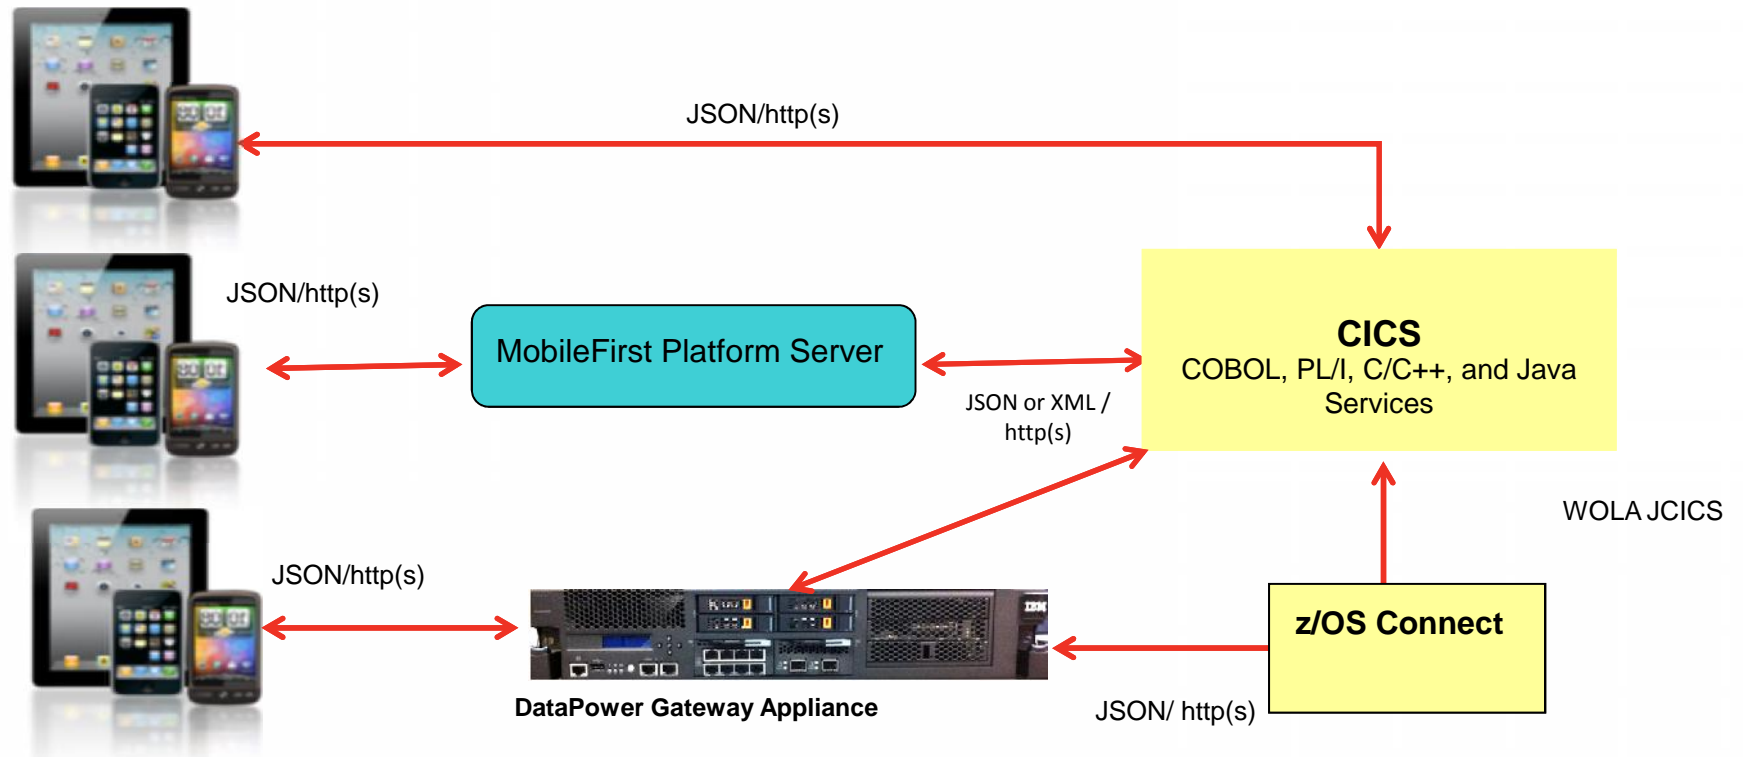 JSON/http(s)
JSON/http(s)
MobileFirst Platform Server
CICS
COBOL, PL/I, C/C++, and Java
Services
JSON or XML /
http(s)
WOLA JCICS
JSON/http(s)
IBM
z/OS Connect
DataPower Gateway Appliance
JSON/ http(s)